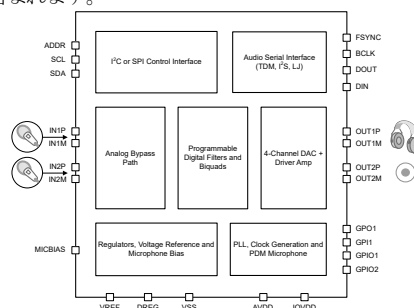 ADDR
SCL
SDA
I²C or SPI Control Interface
Audio Serial Interface
(TDM, I²S, LJ)
FSYNC
BCLK
DOUT
DIN
IN1P
IN1M
IN2P
IN2M
Analog Bypass
Path
Programmable
Digital Filters and
Biquads
4-Channel DAC +
Driver Amp
OUT1P
OUT1M
OUT2P
OUT2M
MICBIAS
Regulators, Voltage Reference and
Microphone Bias
PLL, Clock Generation and
PDM Microphone
GPO1
GPI1
GPIO1
GPIO2
VREF
DREG
VSS
AVDD
IOVDD